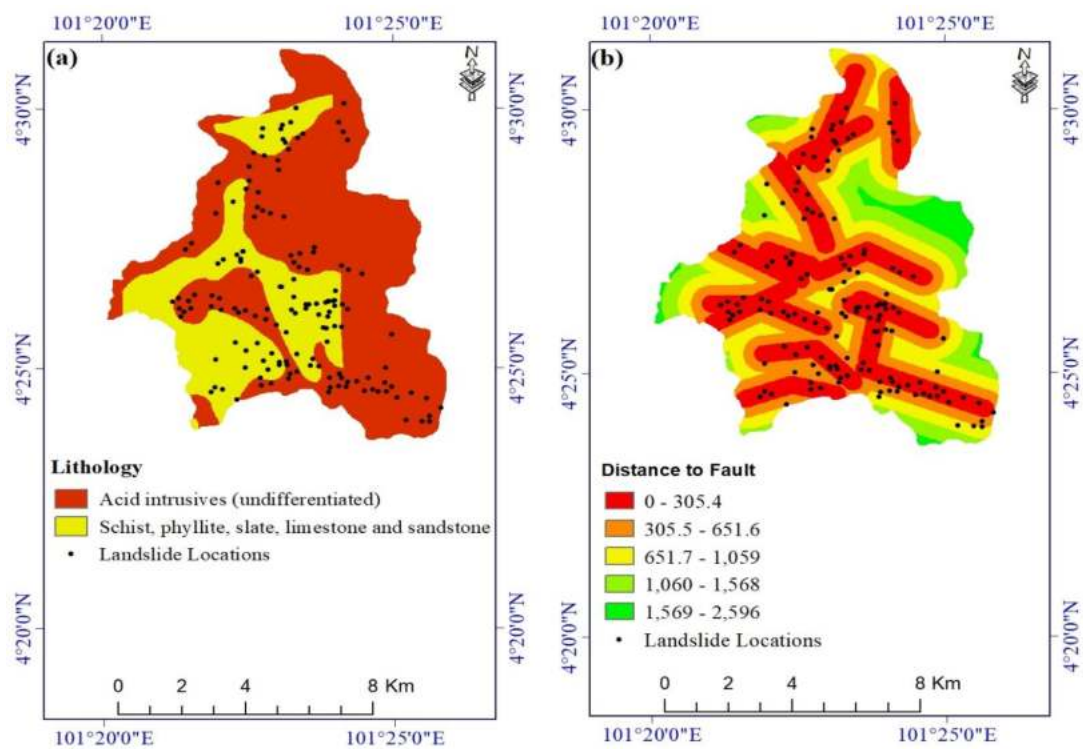 101°20'0"E 101°25'0"E
(a)
N
4°30'0"N 4°30'0"N
4°25'0"N 4°25'0"N
Lithology
Acid intrusives (undifferentiated)
Schist, phyllite, slate, limestone and sandstone
Landslide Locations
4°20'0"N 4°20'0"N
0 2 4 8 Km
101°20'0"E 101°25'0"E
101°20'0"E 101°25'0"E
(b)
N
4°30'0"N 4°30'0"N
4°25'0"N 4°25'0"N
Distance to Fault
0 - 305.4
305.5 - 651.6
651.7 - 1,059
1,060 - 1,568
1,569 - 2,596
Landslide Locations
4°20'0"N 4°20'0"N
0 2 4 8 Km
101°20'0"E 101°25'0"E